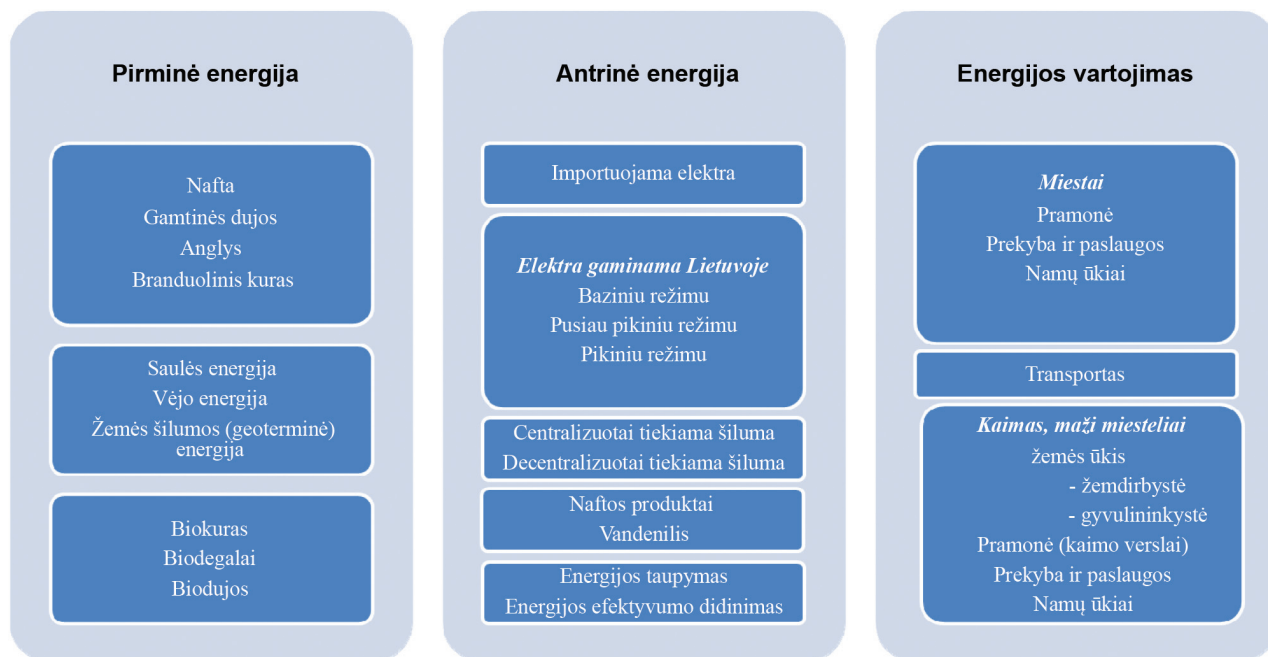 Pirminė energija
Nafta
Gamtinės dujos
Anglys
Branduolinis kuras
Saulės energija
Vėjo energija
Žemės šilumos (geoterminė)
energija
Biokuras
Biodegalai
Biodujos
Antrinė energija
Importuojama elektra
Elektra gaminama Lietuvoje
Baziniu režimu
Pusiau pikiniu režimu
Pikiniu režimu
Centralizuotai tiekiama šiluma
Decentralizuotai tiekiama šiluma
Naftos produktai
Vandenilis
Energijos taupymas
Energijos efektyvumo didinimas
Energijos vartojimas
Miestai
Pramonė
Prekyba ir paslaugos
Namų ūkiai
Transportas
Kaimas, maži miesteliai
žemės ūkis
- žemdirbystė
- gyvulininkystė
Pramonė (kaimo verslai)
Prekyba ir paslaugos
Namų ūkiai